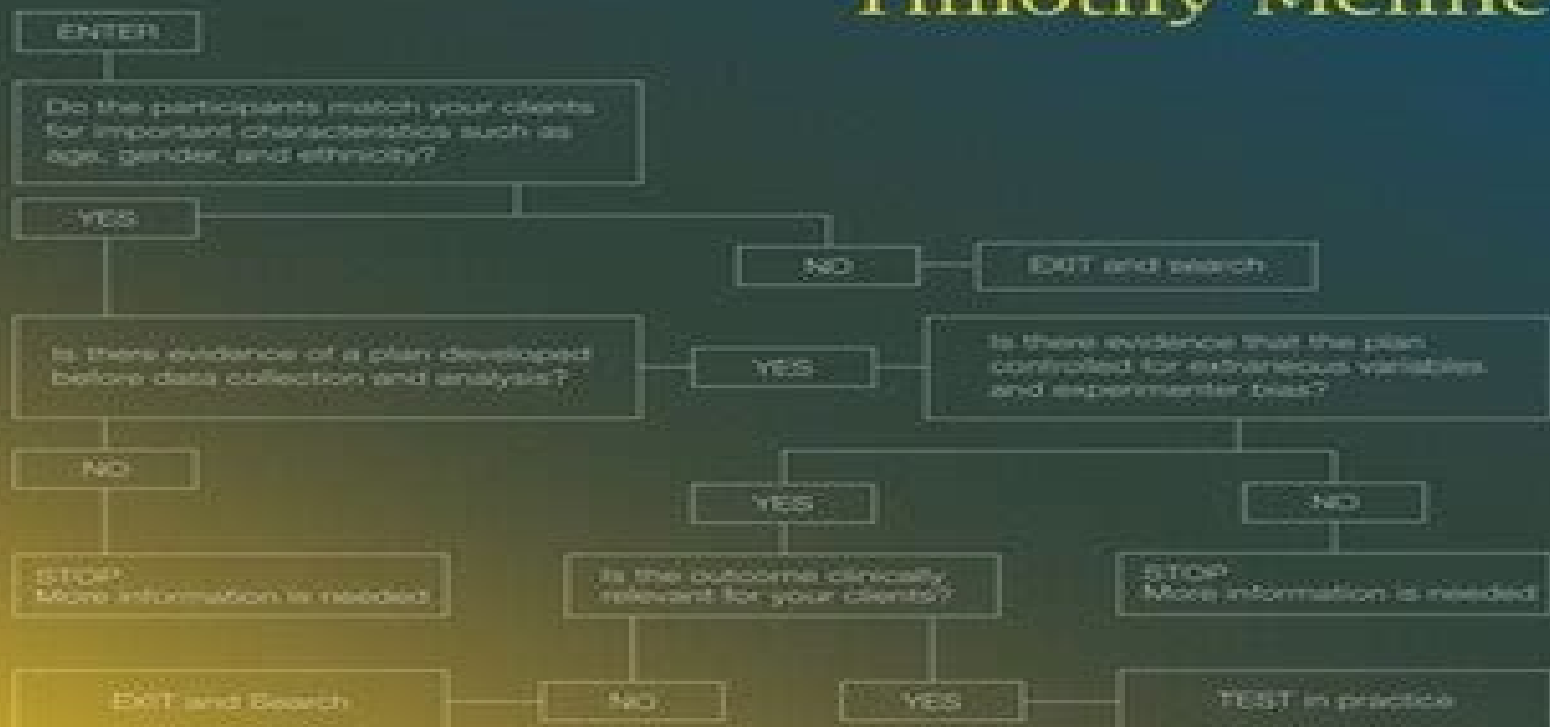 Timothy
ENTER
Do the participants match your clients
for important characteristics such as
age, gender, and ethnicity?
YES
NO
EXIT and search
Is there evidence of a plan developed
before data collection and analysis?
YES
Is there evidence that the plan
controlled for extraneous variables
and experimenter bias?
NO
YES
NO
STOP
More information is needed
Is the outcome clinically
relevant for your clients?
STOP
More information is needed
EXIT and Search
NO
YES
TEST in practice